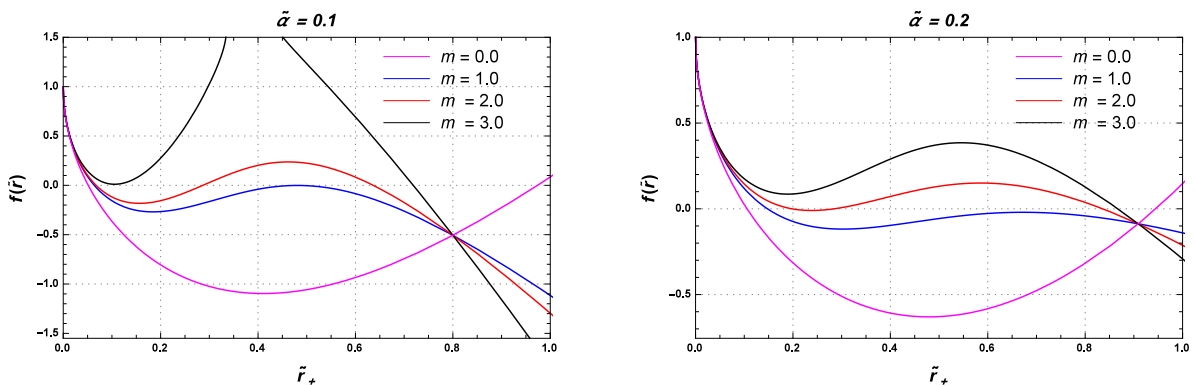 α̃ = 0.1
1.5
1.0
0.5
0.0
−0.5
−1.0
−1.5
f(r̃)
m = 0.0
m = 1.0
m = 2.0
m = 3.0
0.0 0.2 0.4 0.6 0.8 1.0
r̃₊
α̃ = 0.2
1.0
0.5
0.0
−0.5
f(r̃)
m = 0.0
m = 1.0
m = 2.0
m = 3.0
0.0 0.2 0.4 0.6 0.8 1.0
r̃₊